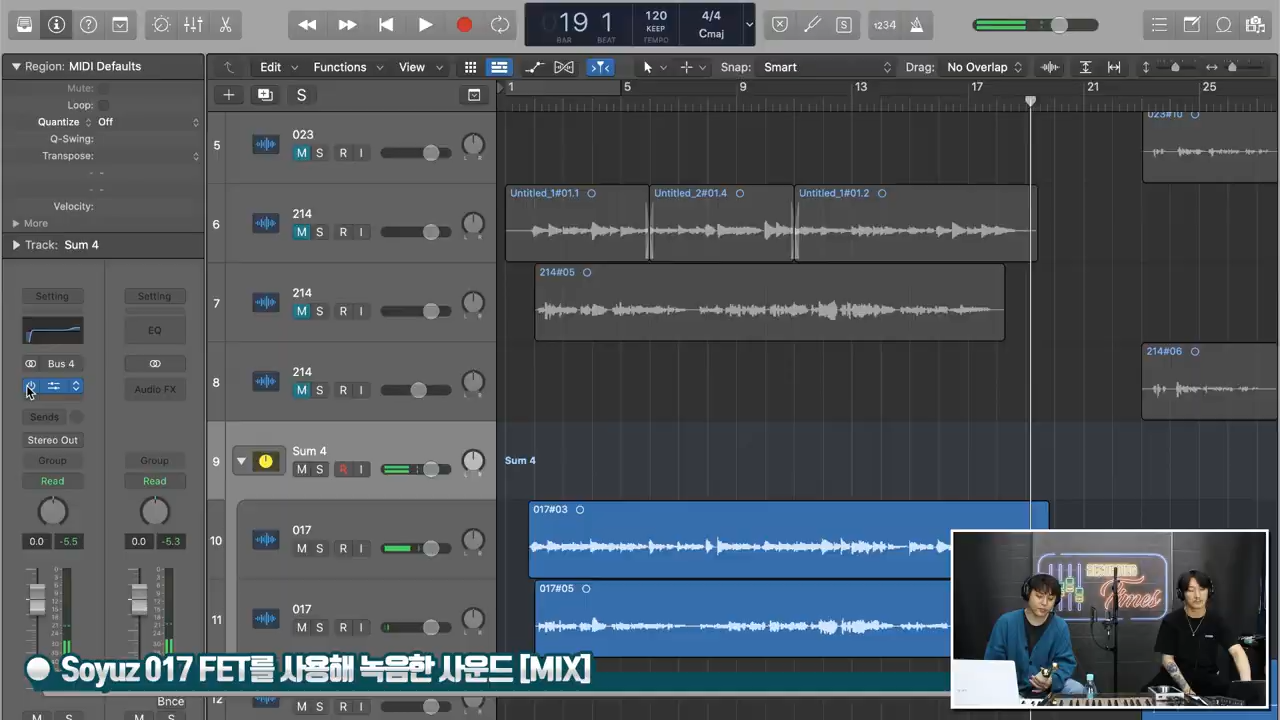 19 1
BAR BEAT
120
KEEP
TEMPO
4/4
Cmaj
1234
S
Region: MIDI Defaults
Mute:
Loop:
Quantize Off
Q-Swing:
Transpose:
Velocity:
More
Track: Sum 4
Edit
Functions
View
Snap: Smart
Drag: No Overlap
S
1 5 9 13 17 21 25
Setting Setting
EQ
Bus 4
Audio FX
Sends
Stereo Out
Group Group
Read Read
0.0 -5.5 0.0 -5.3
Bnce
M S M S
5 023
M S R I
023#10
6 214
M S R I
Untitled_1#01.1
Untitled_2#01.4
Untitled_1#01.2
7 214
M S R I
214#05
8 214
M S R I
214#06
9 Sum 4
M S R I
Sum 4
10 017
M S R I
017#03
11 017
M S R I
017#05
12
M S R I
Times
Soyuz 017 FET를 사용해 녹음한 사운드 [MIX]